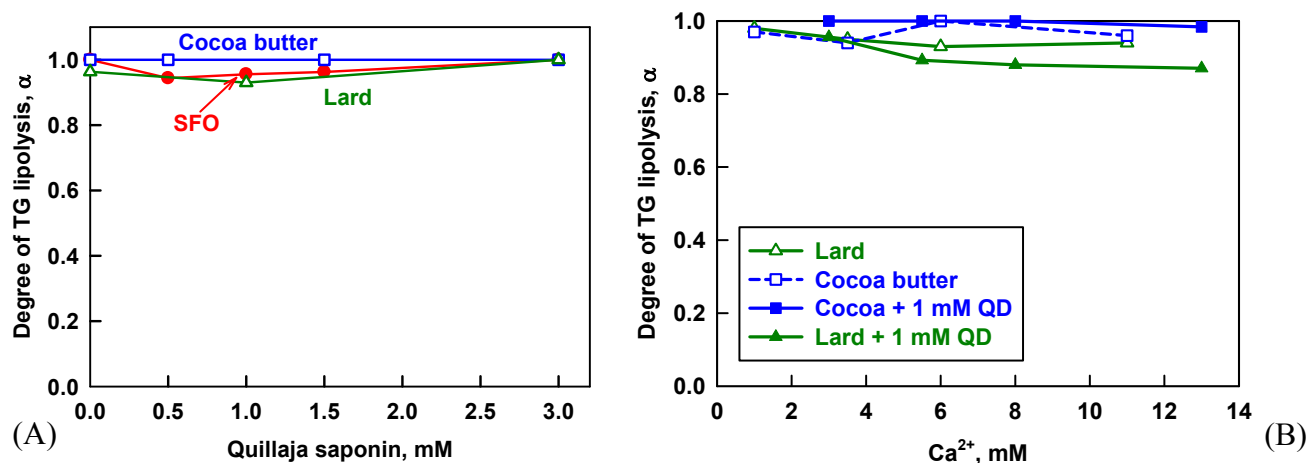 Degree of TG lipolysis, α
1.0
0.8
0.6
0.4
0.2
0.0
Cocoa butter
SFO
Lard
0.0 0.5 1.0 1.5 2.0 2.5 3.0
Quillaja saponin, mM
(A)
Degree of TG lipolysis, α
1.0
0.8
0.6
0.4
0.2
0.0
Lard
Cocoa butter
Cocoa + 1 mM QD
Lard + 1 mM QD
0 2 4 6 8 10 12 14
Ca²⁺, mM
(B)